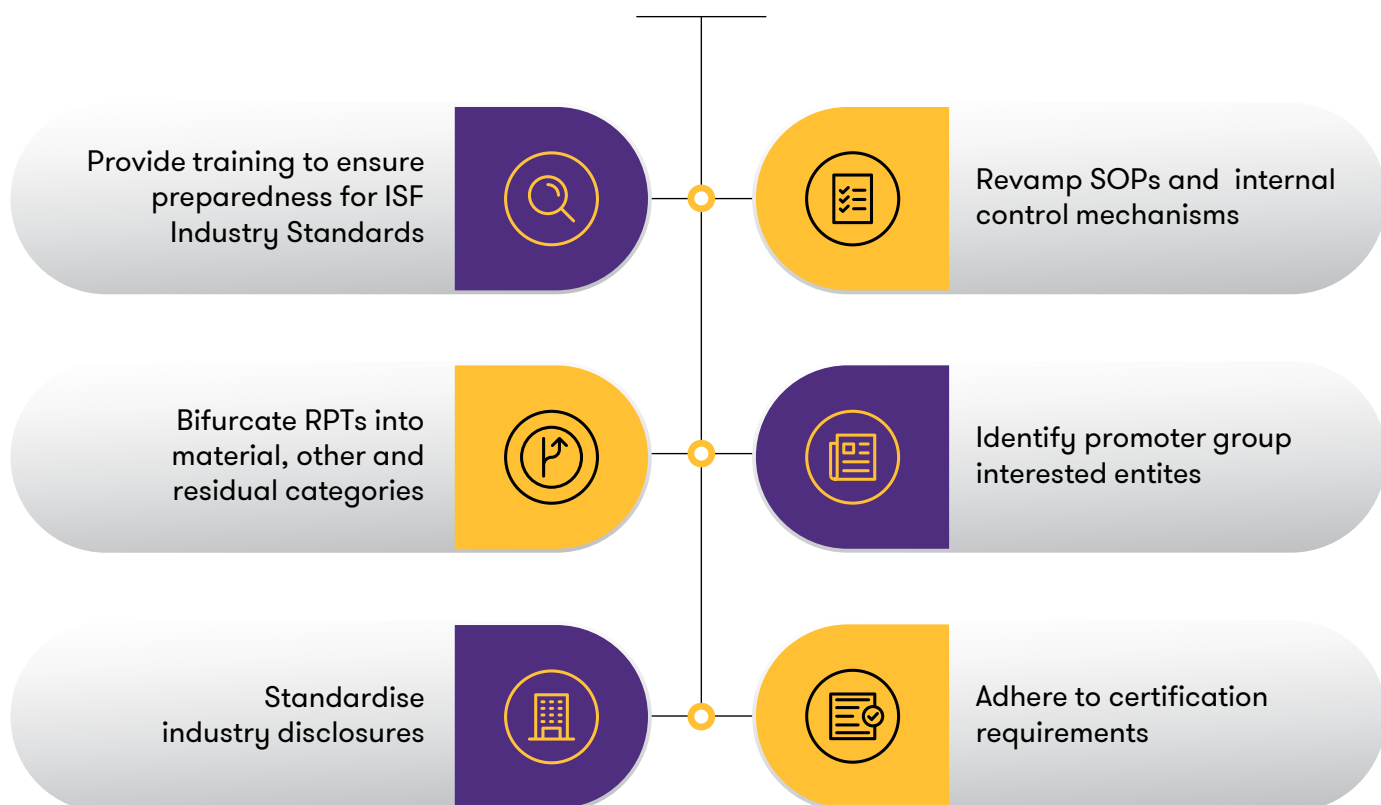 Provide training to ensure
preparedness for ISF
Industry Standards
Revamp SOPs and internal
control mechanisms
Bifurcate RPTs into
material, other and
residual categories
Identify promoter group
interested entites
Standardise
industry disclosures
Adhere to certification
requirements